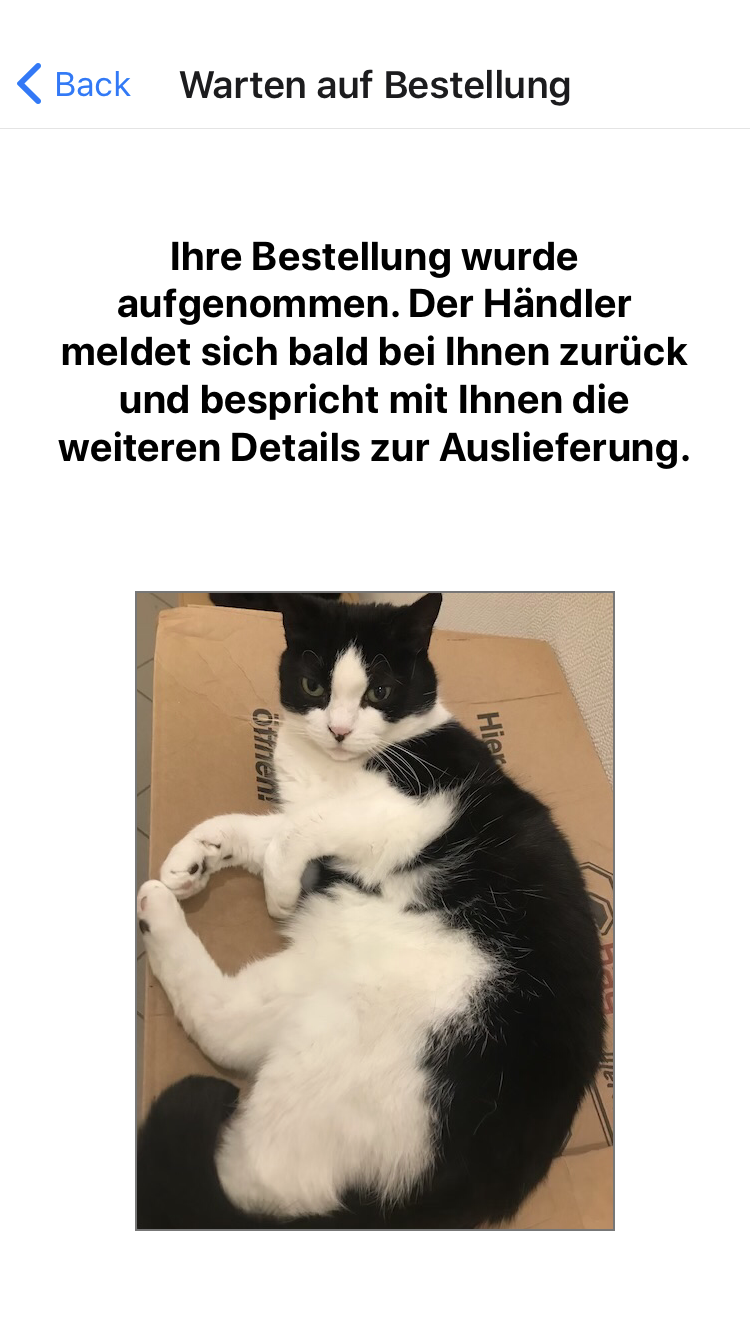 Back
Warten auf Bestellung
Ihre Bestellung wurde
aufgenommen. Der Händler
meldet sich bald bei Ihnen zurück
und bespricht mit Ihnen die
weiteren Details zur Auslieferung.
öffnen!
Hier